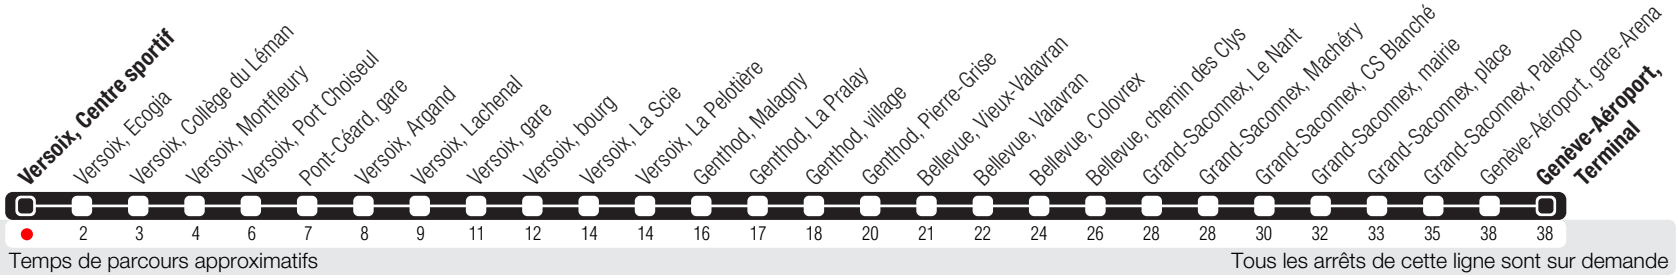 Versoix, Centre sportif
Versoix, Ecogia
Versoix, Collège du Léman
Versoix, Montfleury
Versoix, Port Choiseul
Pont-Céard, gare
Versoix, Argand
Versoix, Lachenal
Versoix, gare
Versoix, bourg
Versoix, La Scie
Versoix, La Pelotière
Genthod, Malagny
Genthod, La Pralay
Genthod, village
Genthod, Pierre-Grise
Bellevue, Vieux-Valavran
Bellevue, Valavran
Bellevue, Colovrex
Bellevue, chemin des Clys
Grand-Saconnex, Le Nant
Grand-Saconnex, Machéry
Grand-Saconnex, CS Blanché
Grand-Saconnex, mairie
Grand-Saconnex, place
Grand-Saconnex, Palexpo
Genève-Aéroport, gare-Arena
Genève-Aéroport,
Terminal
2 3 4 6 7 8 9 11 12 14 14 16 17 18 20 21 22 24 26 28 28 30 32 33 35 38 38
Temps de parcours approximatifs
Tous les arrêts de cette ligne sont sur demande